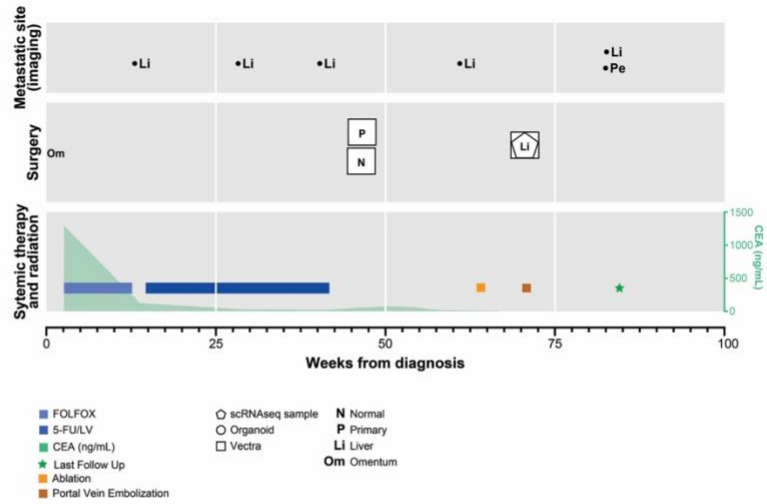 Metastatic site
(imaging)
•Li
•Li
•Li
•Li
•Li
•Pe
Surgery
Om
P
N
Li
Sytemic therapy
and radiation
1500
1000
500
0
CEA (ng/mL)
0
25
50
75
100
Weeks from diagnosis
FOLFOX
5-FU/LV
CEA (ng/mL)
Last Follow Up
Ablation
Portal Vein Embolization
scRNAseq sample
Organoid
Vectra
N Normal
P Primary
Li Liver
Om Omentum